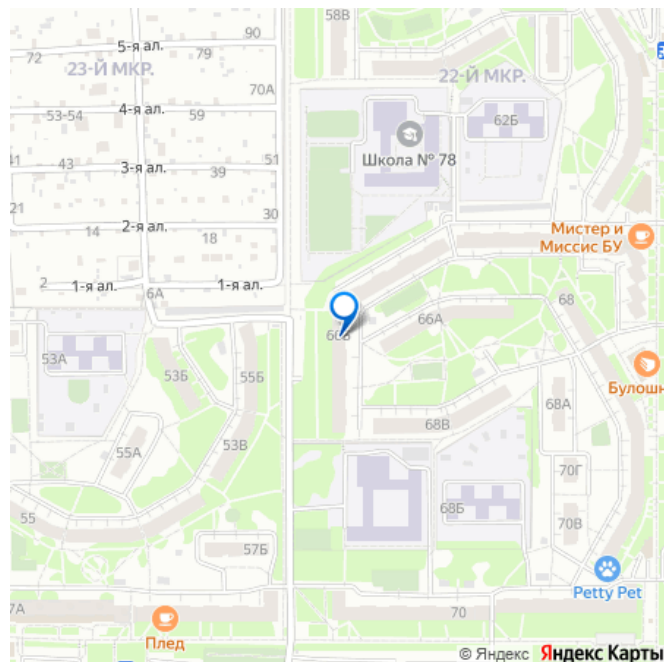 58В
90
5-я ал.
79
72
23-Й МКР.
22-Й МКР.
70А
4-я ал.
53-54
59
62Б
Школа № 78
41
43
3-я ал.
39
51
21
30
2-я ал.
14
18
Мистер и
Миссис БУ
2
1-я ал.
1-я ал.
6А
68
66А
53А
53Б
55Б
Булошн
68А
68В
53В
55А
70Г
68Б
55
70В
57Б
Petty Pet
7А
70
Плед
© Яндекс Яндекс Карты